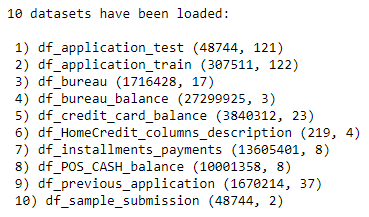 10 datasets have been loaded:
1) df_application_test (48744, 121)
2) df_application_train (307511, 122)
3) df_bureau (1716428, 17)
4) df_bureau_balance (27299925, 3)
5) df_credit_card_balance (3840312, 23)
6) df_HomeCredit_columns_description (219, 4)
7) df_installments_payments (13605401, 8)
8) df_POS_CASH_balance (10001358, 8)
9) df_previous_application (1670214, 37)
10) df_sample_submission (48744, 2)